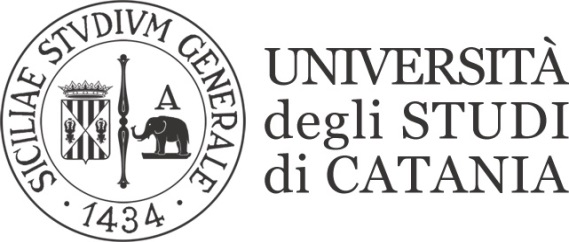 SICILIAE STVDIVM GENERALE
· 1434 ·
A
UNIVERSITÀ
degli STUDI
di CATANIA